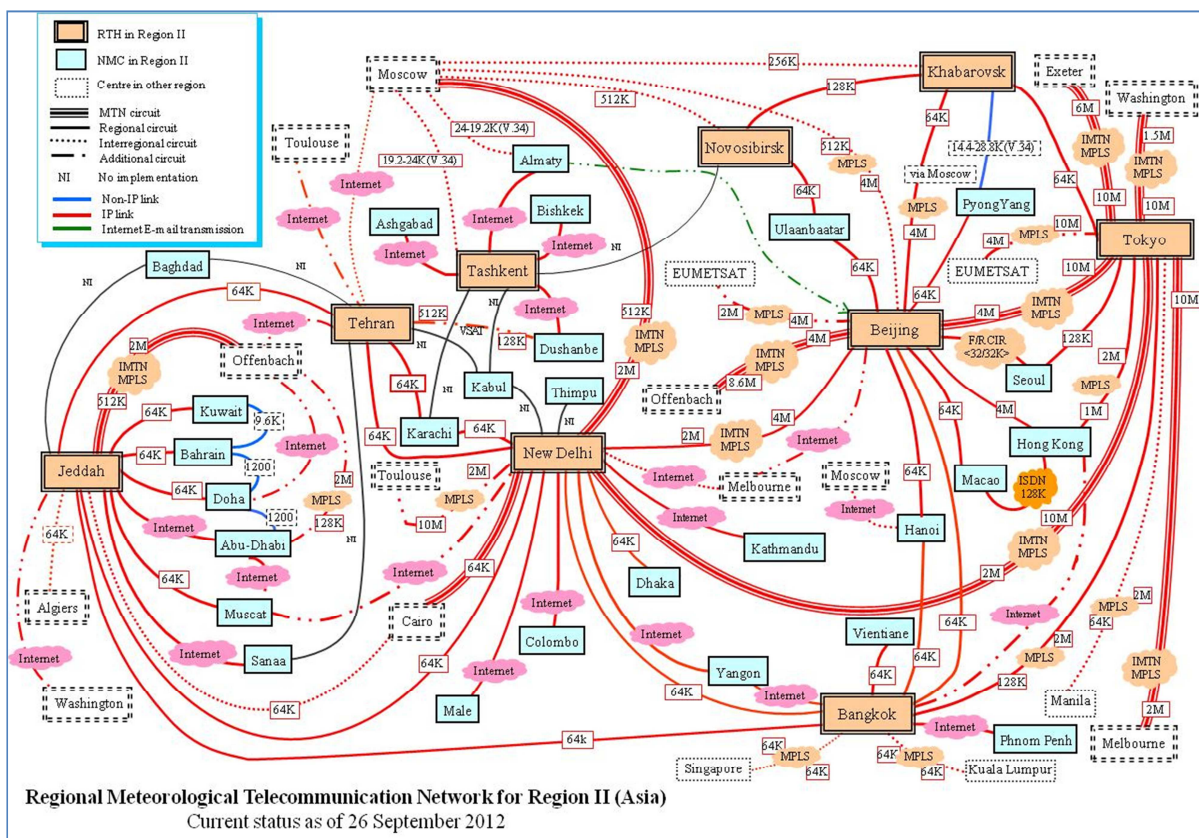 RTH in Region II
NMC in Region II
Centre in other region
MTN circuit
Regional circuit
Interregional circuit
Additional circuit
NI No implementation
Non-IP link
IP link
Internet E-mail transmission
Moscow
256K
Khabarovsk
Exeter
Washington
512K
128K
6M
1.5M
Toulouse
24-19.2K(V.34)
Novosibirsk
64K
IMTN
MPLS
IMTN
MPLS
19.2-24K(V.34)
Almaty
512K
MPLS
4M
14.4-28.8K(V.34)
Internet
via Moscow
64K
10M
10M
Internet
Ashgabad
Internet
Bishkek
64K
MPLS
PyongYang
Internet
Internet
Ulaanbaatar
4M
10M
MPLS
4M
Tokyo
Baghdad
NI
Tashkent
NI
EUMETSAT
64K
EUMETSAT
10M
10M
NI
64K
512K
NI
Internet
512K
MPLS
2M
4M
64K
Beijing
4M
IMTN
MPLS
Tehran
VSAT
128K
Dushanbe
IMTN
MPLS
IMTN
MPLS
4M
F/R CIR
<32/32K>
128K
2M
Internet
NI
2M
Offenbach
2M
8.6M
Offenbach
Seoul
IMTN
MPLS
Kabul
Thimpu
64K
NI
NI
NI
MPLS
512K
64K
Kuwait
9.6K
Karachi
64K
4M
64K
4M
1M
64K
New Delhi
2M
IMTN
MPLS
Internet
Hong Kong
Jeddah
64K
Bahrain
Internet
1200
Toulouse
2M
MPLS
Internet
Melbourne
Moscow
Macao
ISDN
128K
64K
Doha
2M
MPLS
1200
128K
10M
Internet
64K
Internet
Hanoi
10M
64K
Internet
Abu-Dhabi
NI
Kathmandu
IMTN
MPLS
Internet
64K
64K
Internet
64K
Dhaka
2M
Algiers
64K
Muscat
Cairo
Internet
Internet
MPLS
2M
64K
Internet
Internet
Sanaa
Colombo
Internet
Vientiane
64K
64K
2M
MPLS
IMTN
MPLS
64K
Yangon
Internet
64K
64K
128K
Washington
64K
Internet
Male
Bangkok
Manila
2M
64k
Internet
Phnom Penh
Melbourne
64K
MPLS
64K
64K
MPLS
64K
Singapore
Kuala Lumpur
Regional Meteorological Telecommunication Network for Region II (Asia)
Current status as of 26 September 2012